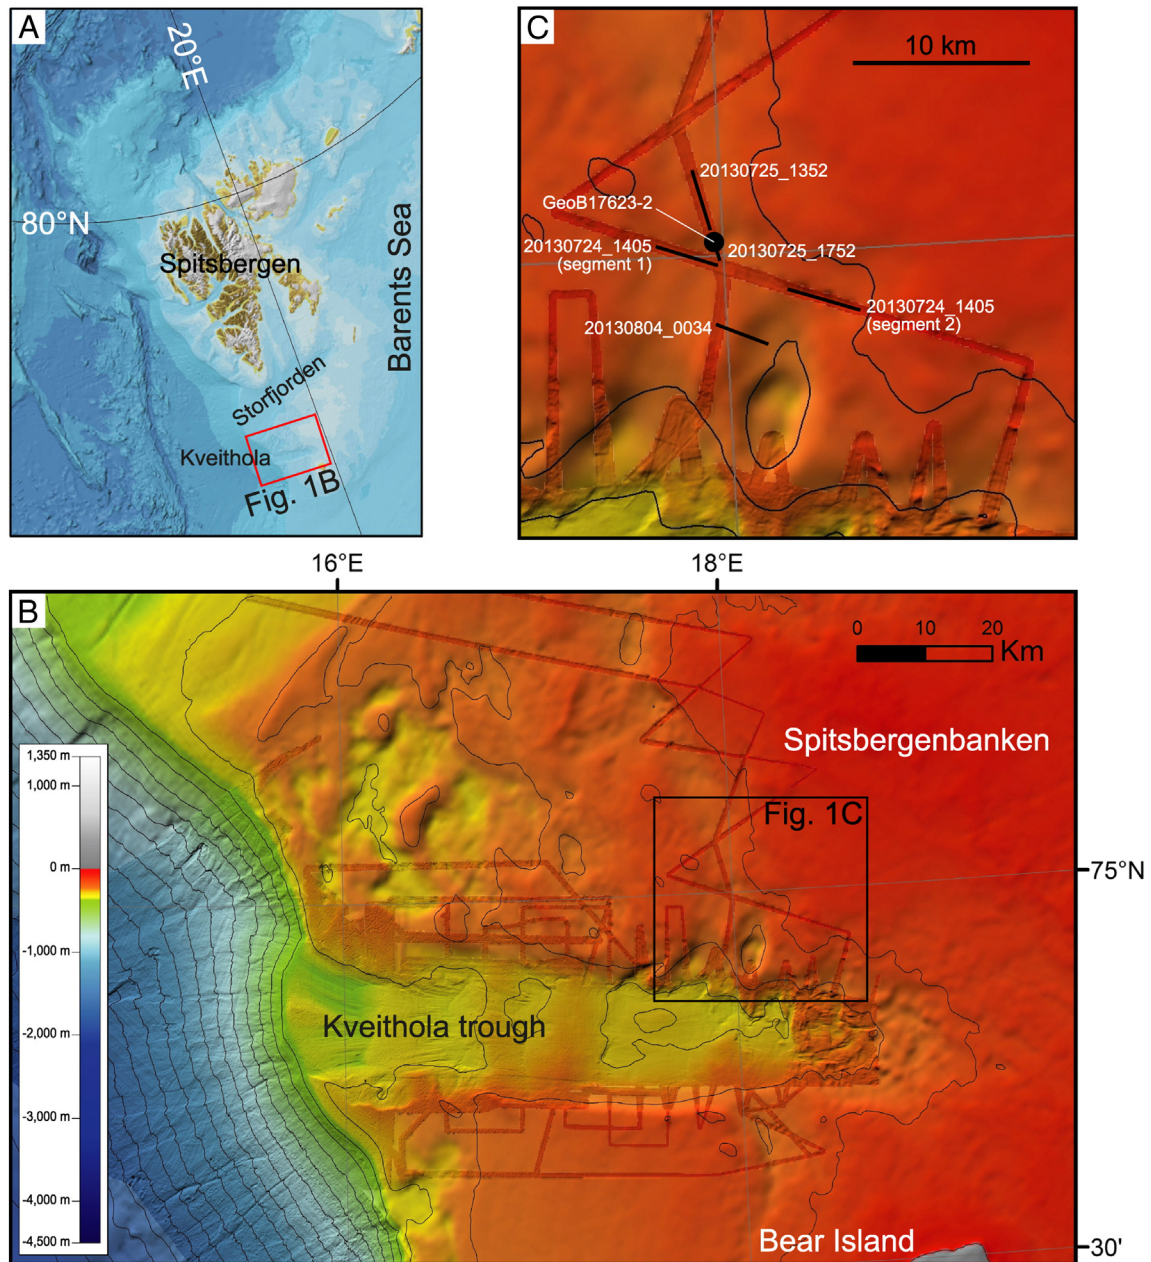 A
20°E
80°N
Spitsbergen
Barents Sea
Storfjorden
Kveithola
Fig. 1B
C
10 km
20130725_1352
GeoB17623-2
20130724_1405
(segment 1)
20130725_1752
20130724_1405
(segment 2)
20130804_0034
16°E
18°E
B
0 10 20
Km
Spitsbergenbanken
1,350 m
1,000 m
0 m
-1,000 m
-2,000 m
-3,000 m
-4,000 m
-4,500 m
Fig. 1C
75°N
Kveithola trough
Bear Island
30'